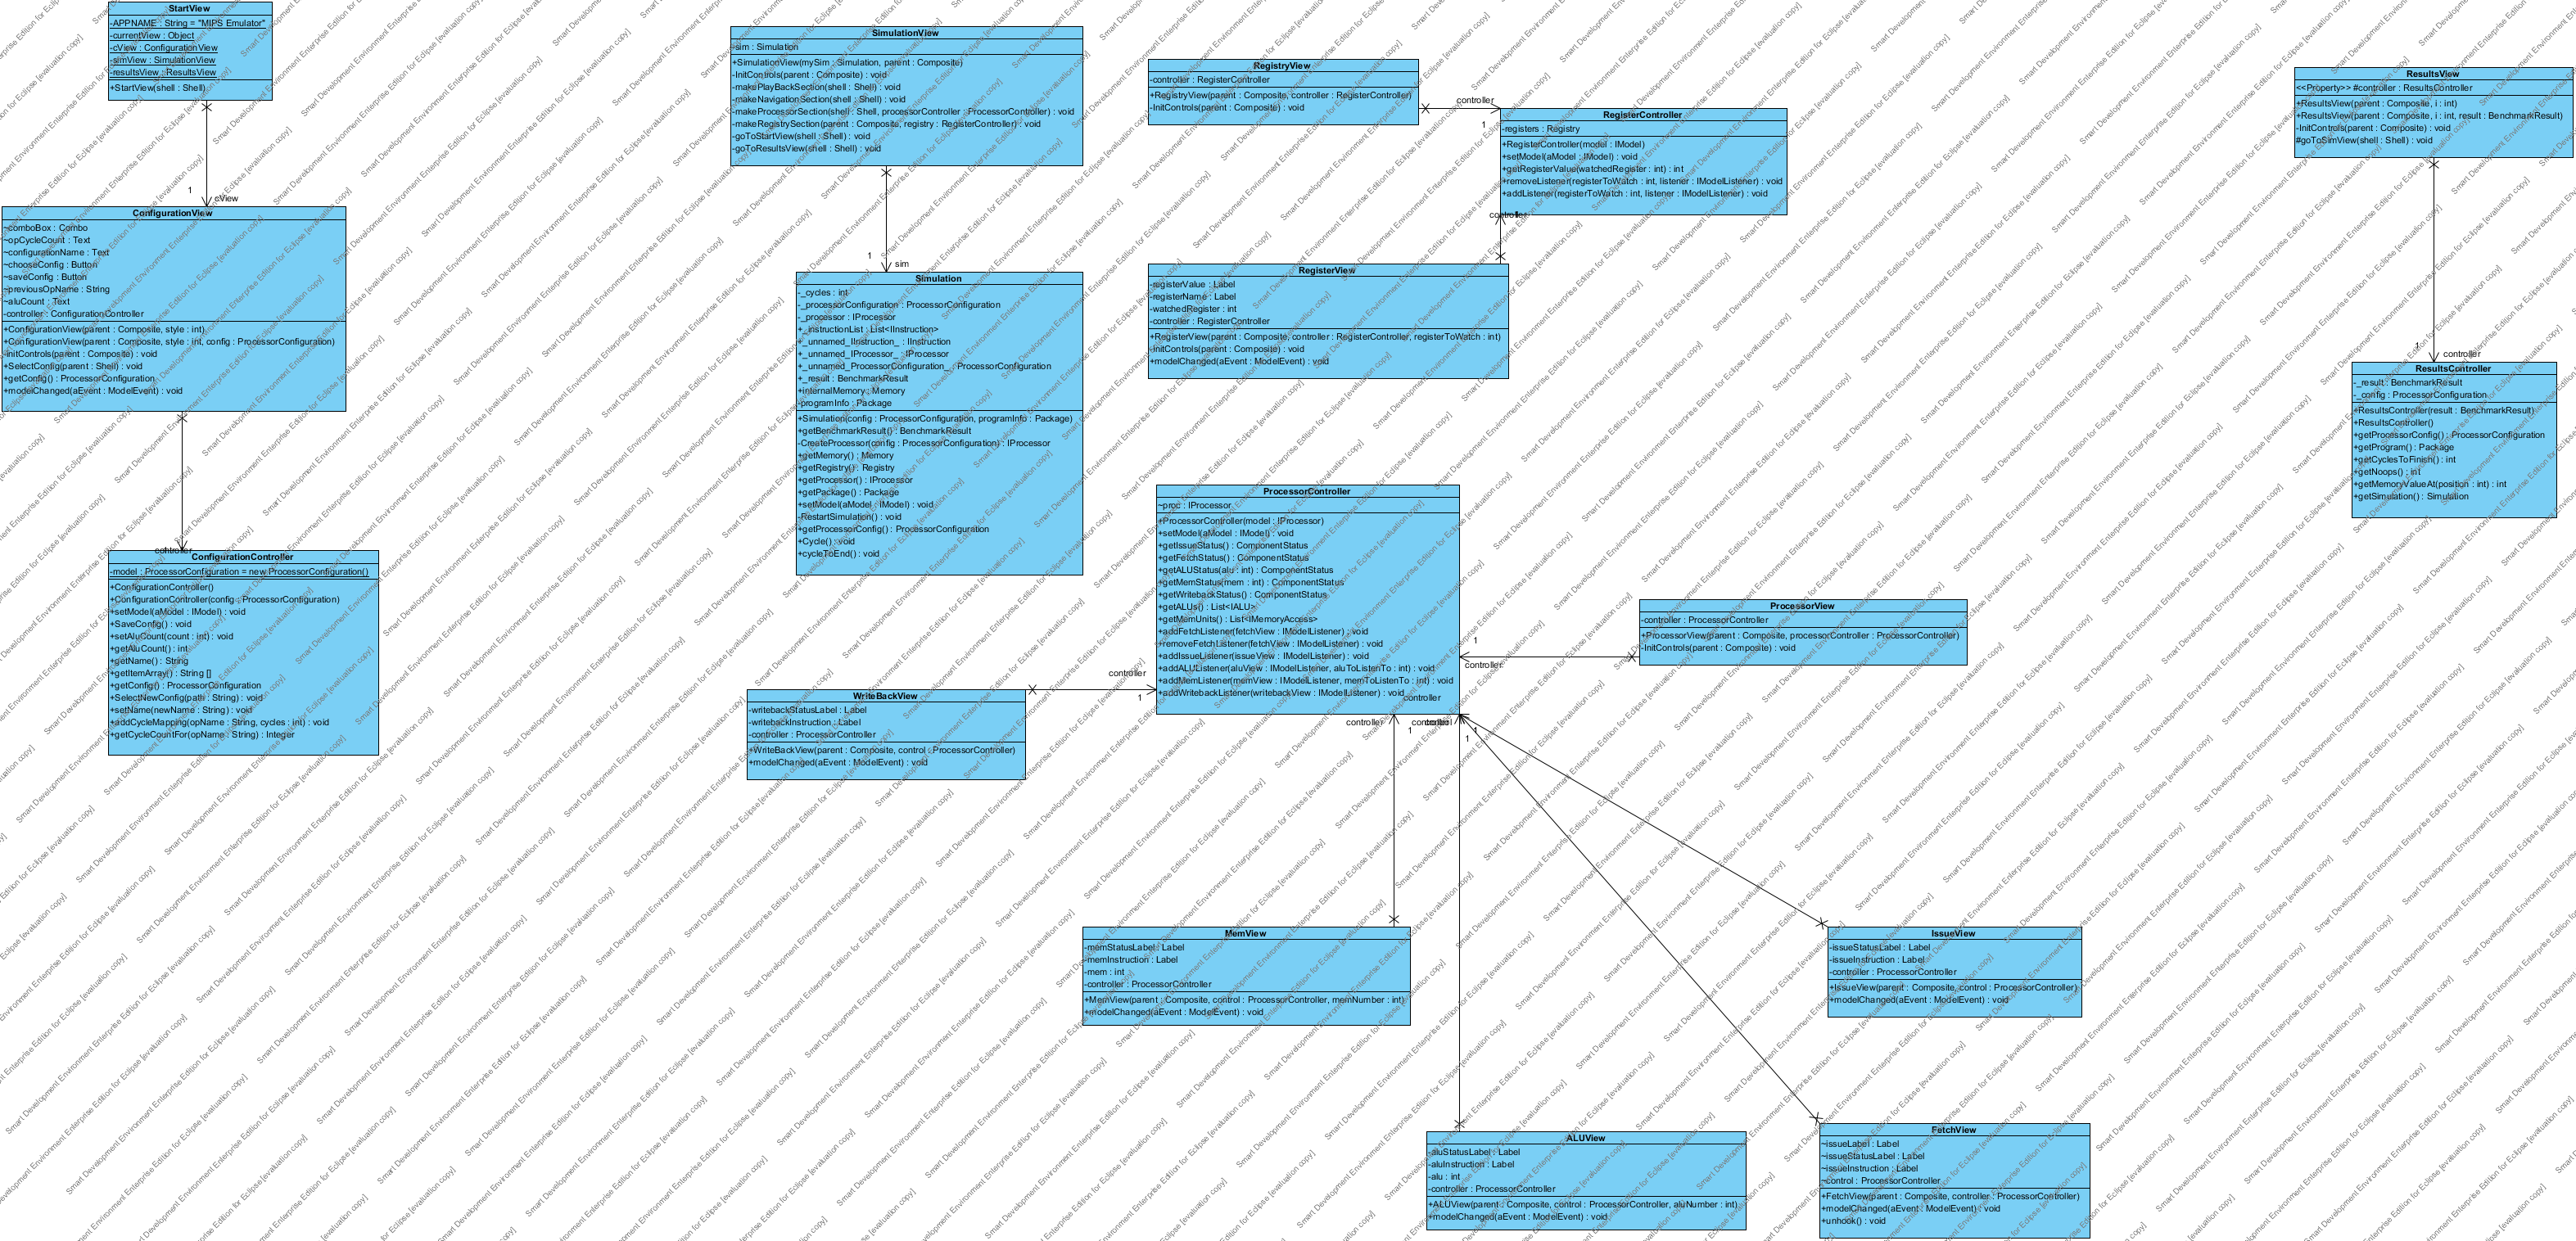 StartView
-APPNAME : String = "MIPS Emulator"
-currentView : Object
-cView : ConfigurationView
-simView : SimulationView
-resultsView : ResultsView
+StartView(shell : Shell)
1
cView
ConfigurationView
~comboBox : Combo
~opCycleCount : Text
~configurationName : Text
~chooseConfig : Button
~saveConfig : Button
~previousOpName : String
~aluCount : Text
-controller : ConfigurationController
+ConfigurationView(parent : Composite, style : int)
+ConfigurationView(parent : Composite, style : int, config : ProcessorConfiguration)
-initControls(parent : Composite) : void
+SelectConfig(parent : Shell) : void
+getConfig() : ProcessorConfiguration
+modelChanged(aEvent : ModelEvent) : void
controller
ConfigurationController
-model : ProcessorConfiguration = new ProcessorConfiguration()
+ConfigurationController()
+ConfigurationController(config : ProcessorConfiguration)
+setModel(aModel : IModel) : void
+SaveConfig() : void
+setAluCount(count : int) : void
+getAluCount() : int
+getName() : String
+getItemArray() : String []
+getConfig() : ProcessorConfiguration
+SelectNewConfig(path : String) : void
+setName(newName : String) : void
+addCycleMapping(opName : String, cycles : int) : void
+getCycleCountFor(opName : String) : Integer
SimulationView
-sim : Simulation
+SimulationView(mySim : Simulation, parent : Composite)
-InitControls(parent : Composite) : void
-makePlayBackSection(shell : Shell) : void
-makeNavigationSection(shell : Shell) : void
-makeProcessorSection(shell : Shell, processorController : ProcessorController) : void
-makeRegistrySection(parent : Composite, registry : RegisterController) : void
-goToStartView(shell : Shell) : void
-goToResultsView(shell : Shell) : void
1
sim
Simulation
-_cycles : int
-_processorConfiguration : ProcessorConfiguration
-_processor : IProcessor
+_instructionList : List<IInstruction>
+_unnamed_IInstruction_ : IInstruction
+_unnamed_IProcessor_ : IProcessor
+_unnamed_ProcessorConfiguration_ : ProcessorConfiguration
+_result : BenchmarkResult
+internalMemory : Memory
-programInfo : Package
+Simulation(config : ProcessorConfiguration, programInfo : Package)
+getBenchmarkResult() : BenchmarkResult
-CreateProcessor(config : ProcessorConfiguration) : IProcessor
+getMemory() : Memory
+getRegistry() : Registry
+getProcessor() : IProcessor
+getPackage() : Package
+setModel(aModel : IModel) : void
-RestartSimulation() : void
+getProcessorConfig() : ProcessorConfiguration
+Cycle() : void
+cycleToEnd() : void
RegistryView
-controller : RegisterController
+RegistryView(parent : Composite, controller : RegisterController)
-InitControls(parent : Composite) : void
controller
1
RegisterController
-registers : Registry
+RegisterController(model : IModel)
+setModel(aModel : IModel) : void
+getRegisterValue(watchedRegister : int) : int
+removeListener(registerToWatch : int, listener : IModelListener) : void
+addListener(registerToWatch : int, listener : IModelListener) : void
controller
RegisterView
-registerValue : Label
-registerName : Label
-watchedRegister : int
-controller : RegisterController
+RegisterView(parent : Composite, controller : RegisterController, registerToWatch : int)
-initControls(parent : Composite) : void
+modelChanged(aEvent : ModelEvent) : void
ResultsView
<<Property>> #controller : ResultsController
+ResultsView(parent : Composite, i : int)
+ResultsView(parent : Composite, i : int, result : BenchmarkResult)
-InitControls(parent : Composite) : void
#goToSimView(shell : Shell) : void
1
controller
ResultsController
-_result : BenchmarkResult
-_config : ProcessorConfiguration
+ResultsController(result : BenchmarkResult)
+ResultsController()
+getProcessorConfig() : ProcessorConfiguration
+getProgram() : Package
+getCyclesToFinish() : int
+getNoops() : int
+getMemoryValueAt(position : int) : int
+getSimulation() : Simulation
ProcessorController
~proc : IProcessor
+ProcessorController(model : IProcessor)
+setModel(aModel : IModel) : void
+getIssueStatus() : ComponentStatus
+getFetchStatus() : ComponentStatus
+getALUStatus(alu : int) : ComponentStatus
+getMemStatus(mem : int) : ComponentStatus
+getWritebackStatus() : ComponentStatus
+getALUs() : List<IALU>
+getMemUnits() : List<IMemoryAccess>
+addFetchListener(fetchView : IModelListener) : void
+removeFetchListener(fetchView : IModelListener) : void
+addIssueListener(issueView : IModelListener) : void
+addALUListener(aluView : IModelListener, aluToListenTo : int) : void
+addMemListener(memView : IModelListener, memToListenTo : int) : void
+addWritebackListener(writebackView : IModelListener) : void
1
controller
ProcessorView
-controller : ProcessorController
+ProcessorView(parent : Composite, processorController : ProcessorController)
-InitControls(parent : Composite) : void
controller
1
WriteBackView
-writebackStatusLabel : Label
-writebackInstruction : Label
-controller : ProcessorController
+WriteBackView(parent : Composite, control : ProcessorController)
+modelChanged(aEvent : ModelEvent) : void
controller
controller
1
1
1
MemView
-memStatusLabel : Label
-memInstruction : Label
-mem : int
-controller : ProcessorController
+MemView(parent : Composite, control : ProcessorController, memNumber : int)
+modelChanged(aEvent : ModelEvent) : void
IssueView
-issueStatusLabel : Label
-issueInstruction : Label
-controller : ProcessorController
+IssueView(parent : Composite, control : ProcessorController)
+modelChanged(aEvent : ModelEvent) : void
ALUView
-aluStatusLabel : Label
-aluInstruction : Label
-alu : int
-controller : ProcessorController
+ALUView(parent : Composite, control : ProcessorController, aluNumber : int)
+modelChanged(aEvent : ModelEvent) : void
FetchView
~issueLabel : Label
~issueStatusLabel : Label
~issueInstruction : Label
~control : ProcessorController
+FetchView(parent : Composite, controller : ProcessorController)
+modelChanged(aEvent : ModelEvent) : void
+unhook() : void
Smart Development Environment Enterprise Edition for Eclipse [evaluation copy]